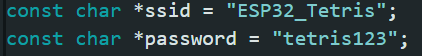 const char *ssid = "ESP32_Tetris";
const char *password = "tetris123";